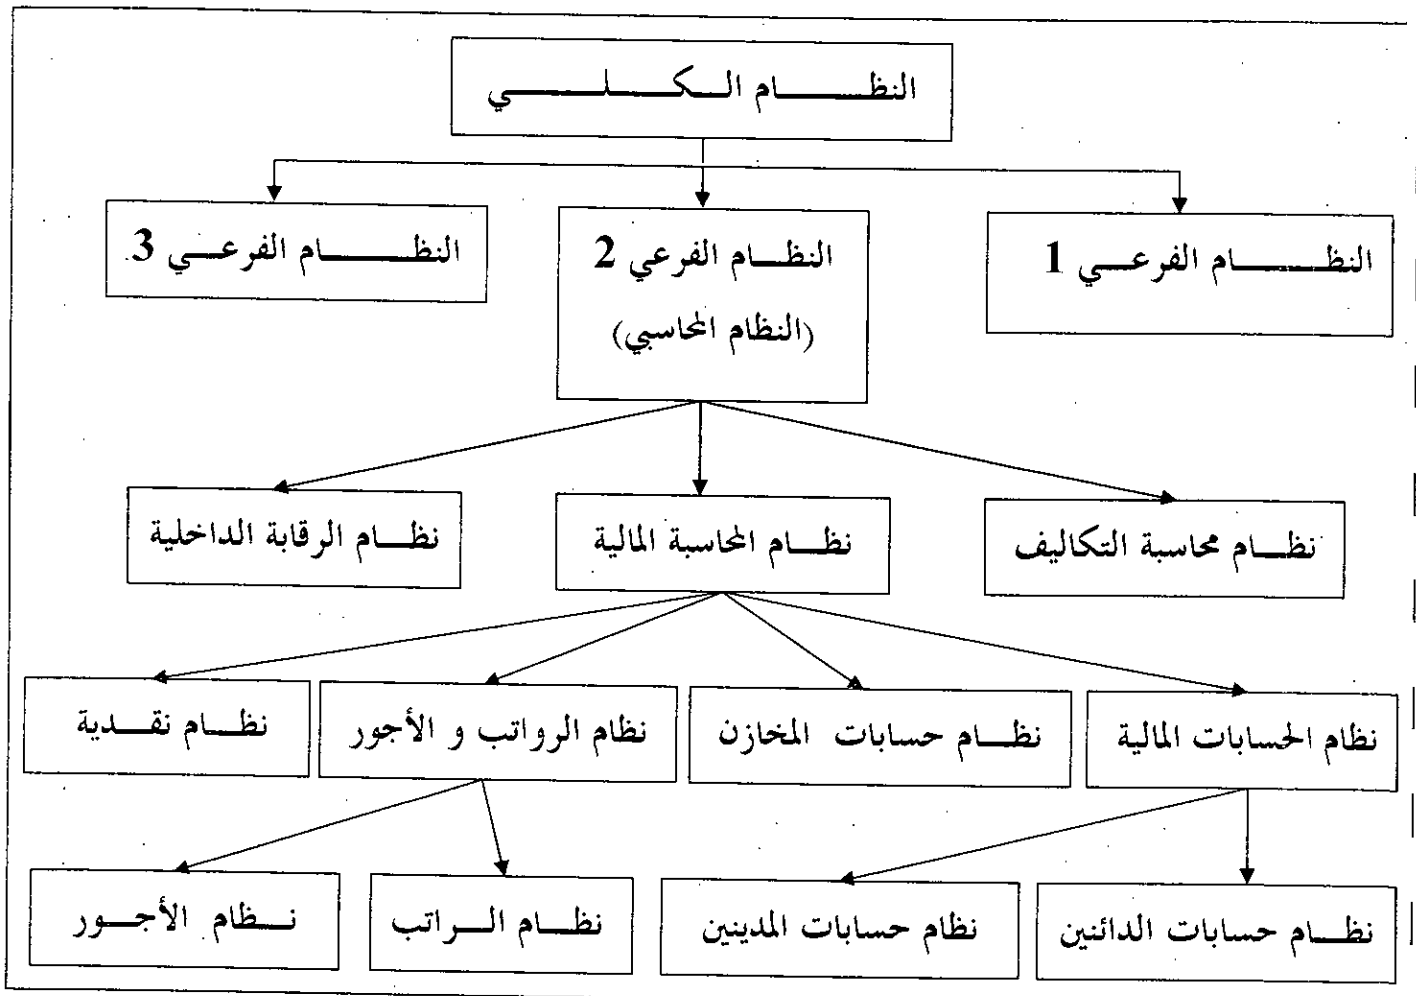 النظام الكلي
النظام الفرعي 1
النظام الفرعي 2
(النظام المحاسبي)
النظام الفرعي 3
نظام محاسبة التكاليف
نظام المحاسبة المالية
نظام الرقابة الداخلية
نظام الحسابات المالية
نظام حسابات المخازن
نظام الرواتب و الأجور
نظام نقدية
نظام حسابات الدائنين
نظام حسابات المدينين
نظام الراتب
نظام الأجور